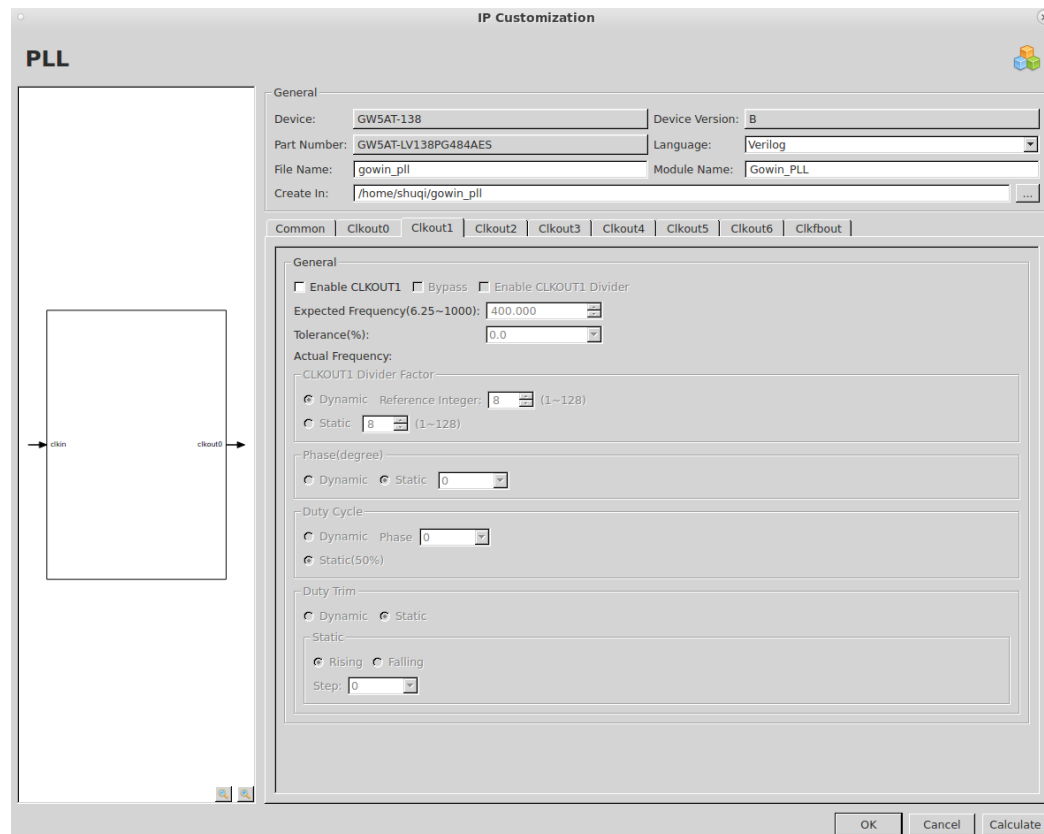 IP Customization
PLL
General
Device: GW5AT-138 Device Version: B
Part Number: GW5AT-LV138PG484AES Language: Verilog
File Name: gowin_pll Module Name: Gowin_PLL
Create In: /home/shuqi/gowin_pll ...
Common Clkout0 Clkout1 Clkout2 Clkout3 Clkout4 Clkout5 Clkout6 Clkfbout
General
Enable CLKOUT1 Bypass Enable CLKOUT1 Divider
Expected Frequency(6.25~1000): 400.000
Tolerance(%): 0.0
Actual Frequency:
CLKOUT1 Divider Factor
Dynamic Reference Integer: 8 (1~128)
Static 8 (1~128)
clkin clkout0
Phase(degree)
Dynamic Static 0
Duty Cycle
Dynamic Phase 0
Static(50%)
Duty Trim
Dynamic Static
Static
Rising Falling
Step: 0
OK Cancel Calculate